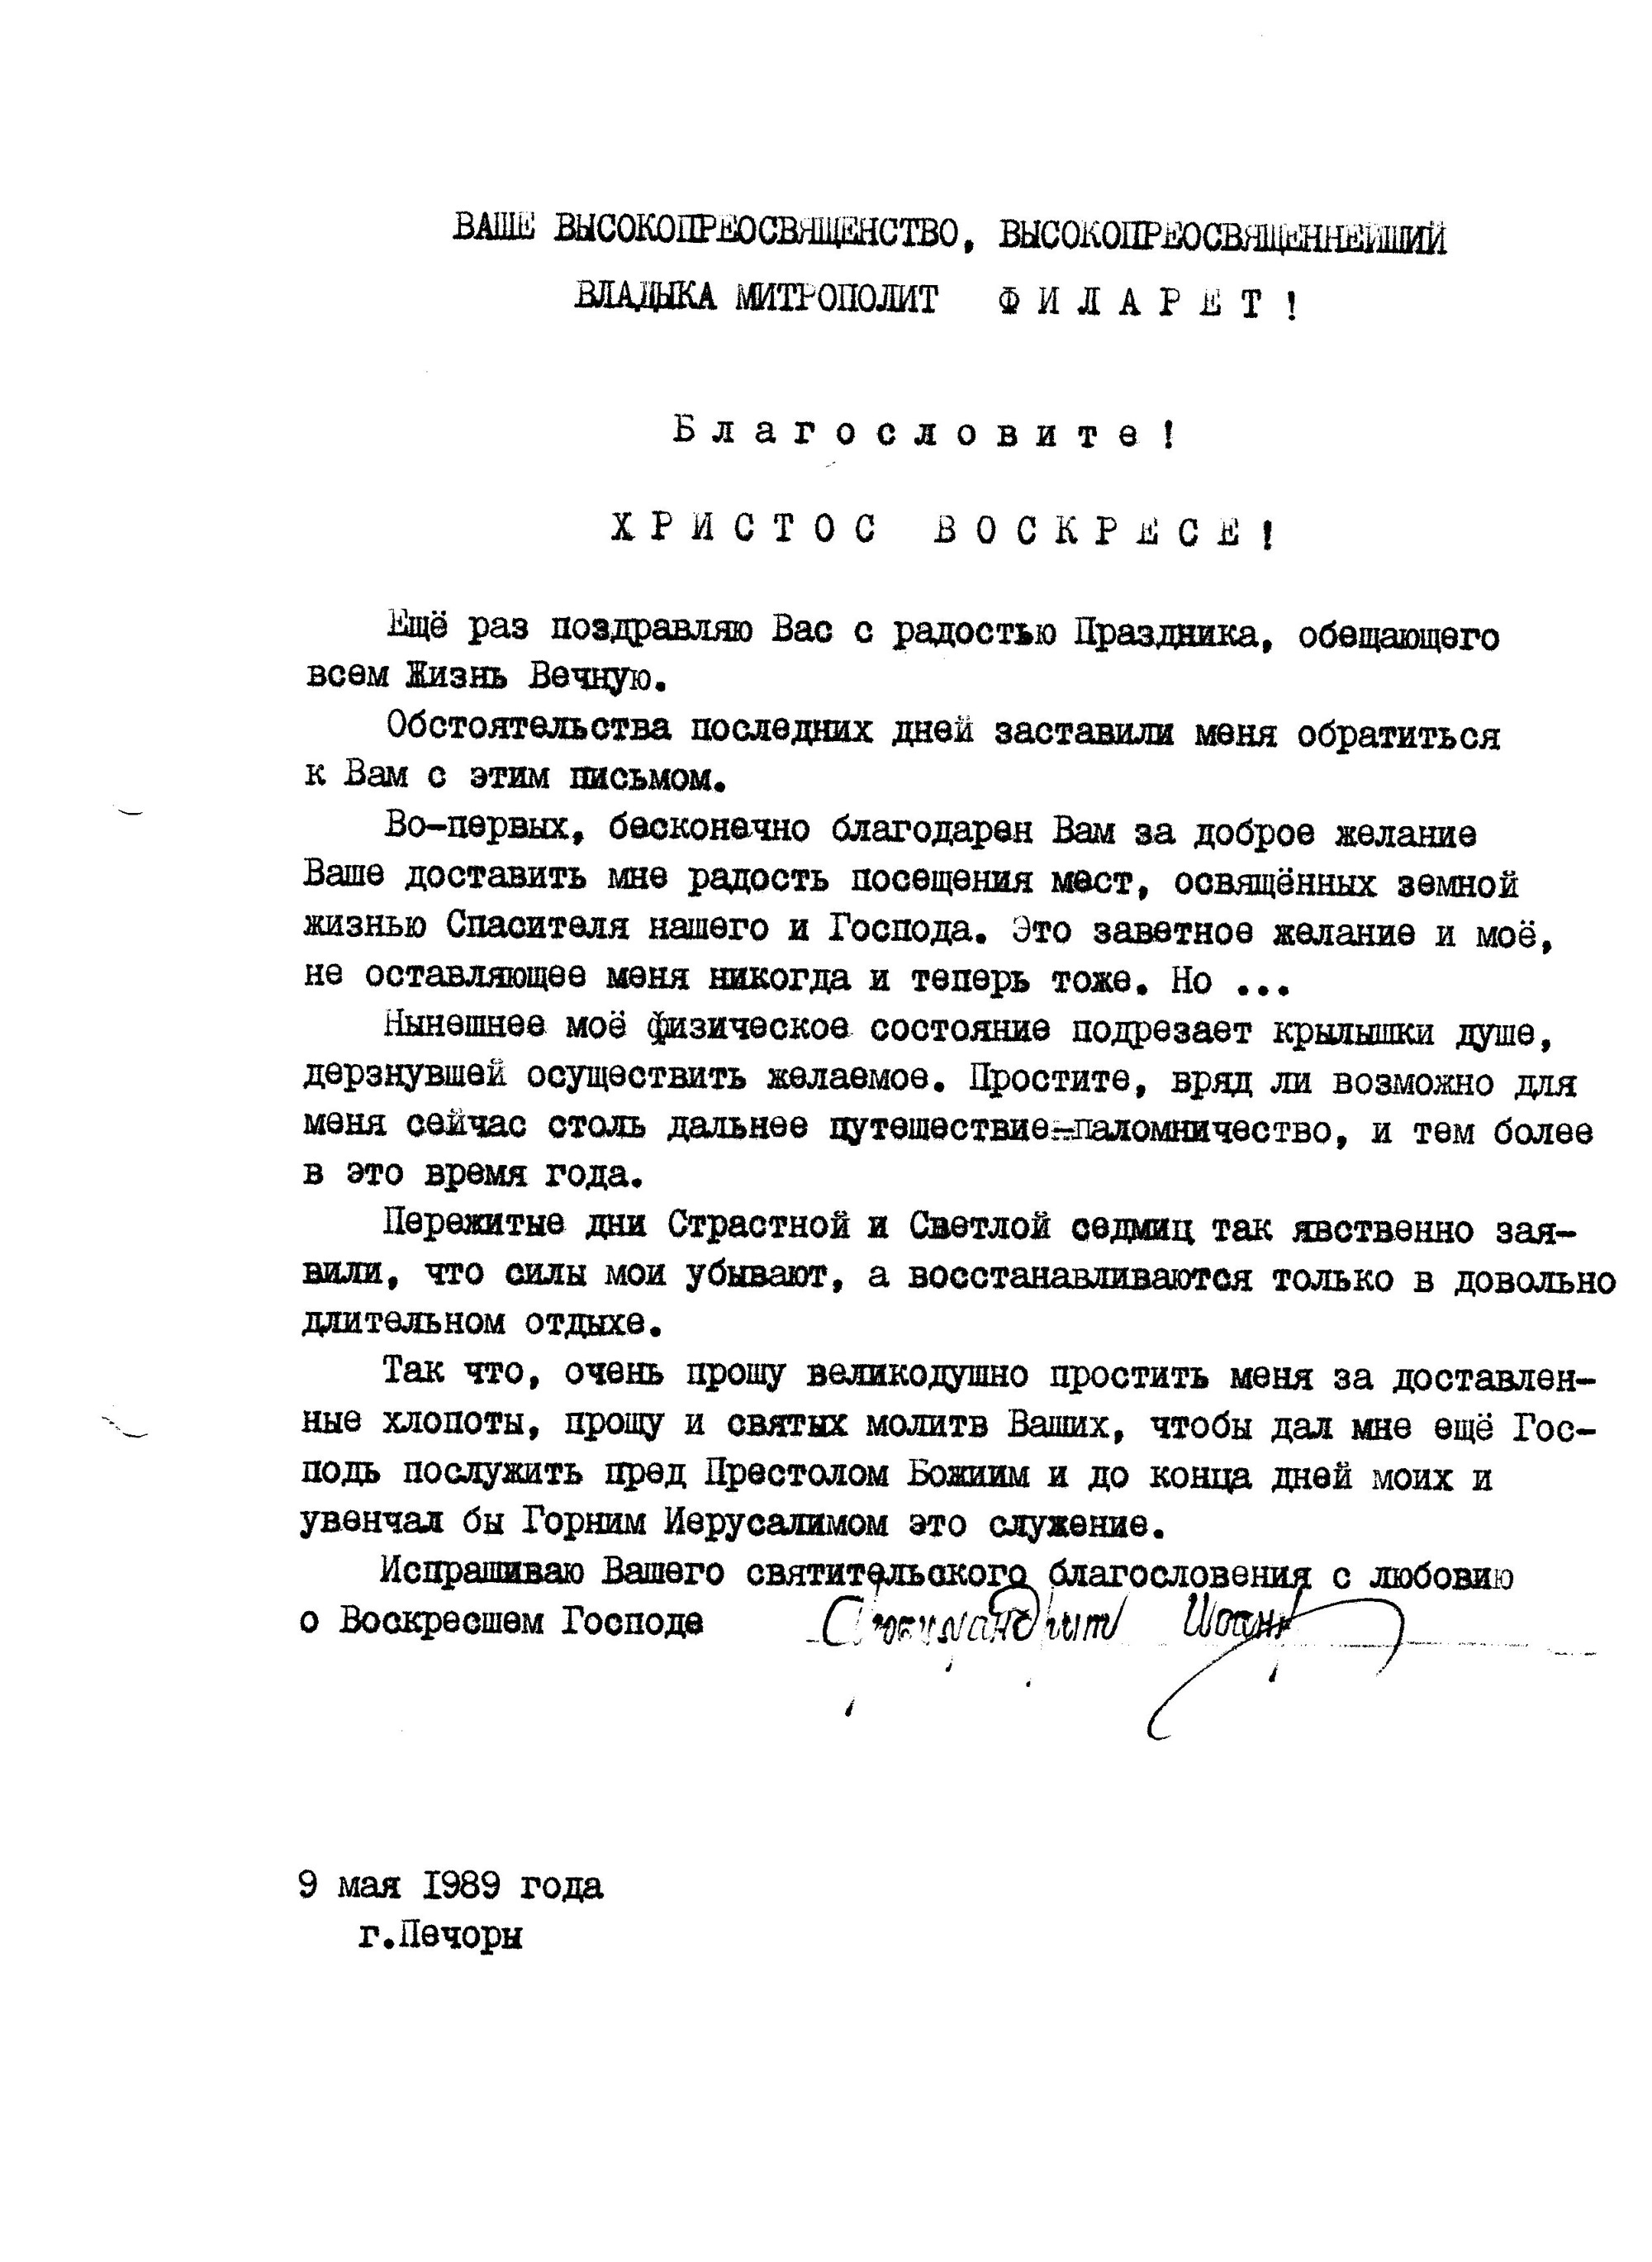 ВАШЕ ВЫСОКОПРЕОСВЯЩЕНСТВО, ВЫСОКОПРЕОСВЯЩЕННЕЙШИЙ
ВЛАДЫКА МИТРОПОЛИТ Ф И Л А Р Е Т !
Б л а г о с л о в и т е !
Х Р И С Т О С В О С К Р Е С Е !
Ещё раз поздравляю Вас с радостью Праздника, обещающего
всем Жизнь Вечную.
Обстоятельства последних дней заставили меня обратиться
к Вам с этим письмом.
Во-первых, бесконечно благодарен Вам за доброе желание
Ваше доставить мне радость посещения мест, освящённых земной
жизнью Спасителя нашего и Господа. Это заветное желание и моё,
не оставляющее меня никогда и теперь тоже. Но ...
Нынешнее моё физическое состояние подрезает крылышки душе,
дерзнувшей осуществить желаемое. Простите, вряд ли возможно для
меня сейчас столь дальнее путешествие-паломничество, и тем более
в это время года.
Пережитые дни Страстной и Светлой седмиц так явственно зая-
вили, что силы мои убывают, а восстанавливаются только в довольно
длительном отдыхе.
Так что, очень прошу великодушно простить меня за доставлен-
ные хлопоты, прошу и святых молитв Ваших, чтобы дал мне ещё Гос-
подь послужить пред Престолом Божиим и до конца дней моих и
увенчал бы Горним Иерусалимом это служение.
Испрашиваю Вашего святительского благословения с любовию
о Воскресшем Господе Архимандрит Иоанн
9 мая 1989 года
г.Печоры